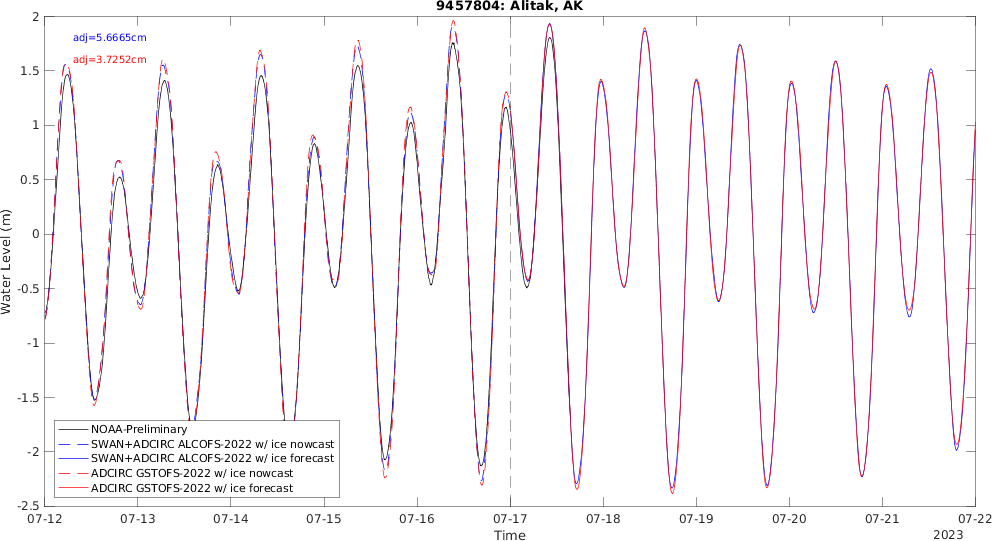 9457804: Alitak, AK
adj=5.6665cm
adj=3.7252cm
2
1.5
1
0.5
0
-0.5
-1
-1.5
-2
-2.5
Water Level (m)
NOAA-Preliminary
SWAN+ADCIRC ALCOFS-2022 w/ ice nowcast
SWAN+ADCIRC ALCOFS-2022 w/ ice forecast
ADCIRC GSTOFS-2022 w/ ice nowcast
ADCIRC GSTOFS-2022 w/ ice forecast
07-12 07-13 07-14 07-15 07-16 07-17 07-18 07-19 07-20 07-21 07-22
Time
2023